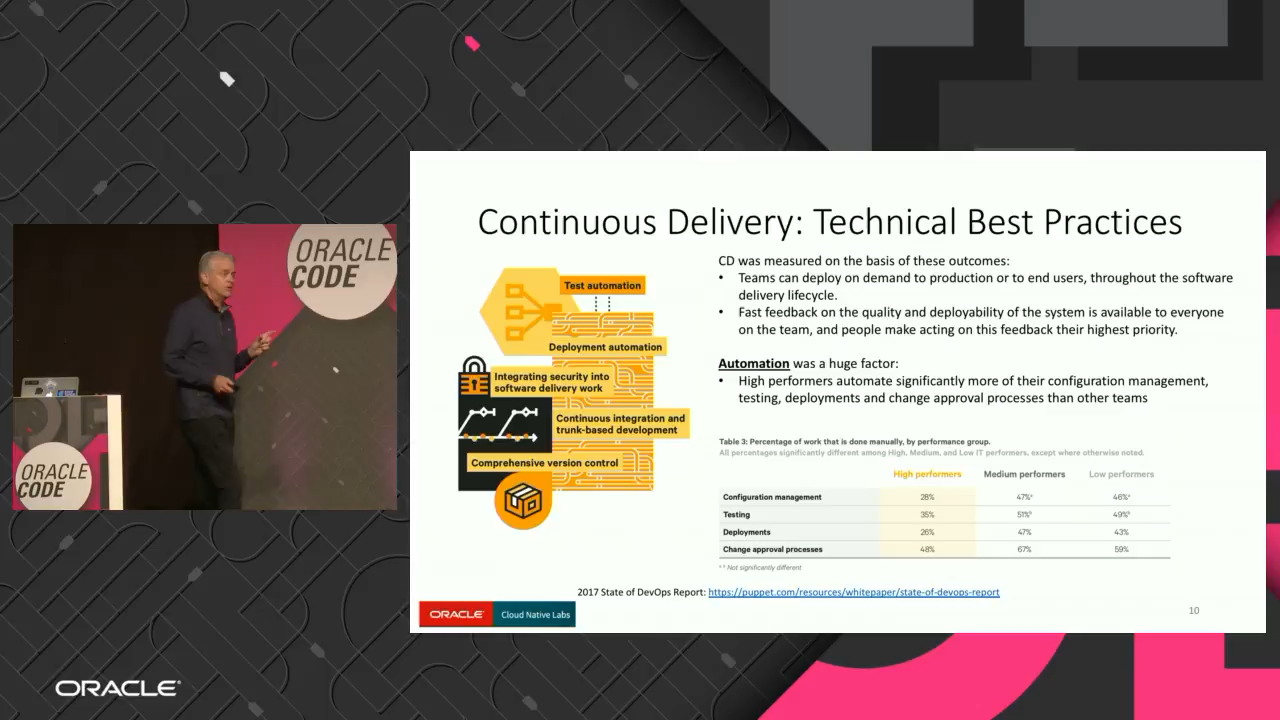 Continuous Delivery: Technical Best Practices
Test automation
Deployment automation
Integrating security into
software delivery work
Continuous integration and
trunk-based development
Comprehensive version control
CD was measured on the basis of these outcomes:
• Teams can deploy on demand to production or to end users, throughout the software
delivery lifecycle.
• Fast feedback on the quality and deployability of the system is available to everyone
on the team, and people make acting on this feedback their highest priority.
Automation was a huge factor:
• High performers automate significantly more of their configuration management,
testing, deployments and change approval processes than other teams
Table 3: Percentage of work that is done manually, by performance group.
All percentages significantly different among High, Medium, and Low IT performers, except where otherwise noted.
High performers Medium performers Low performers
Configuration management 28% 47%ᵃ 46%ᵃ
Testing 35% 51%ᵇ 49%ᵇ
Deployments 26% 47% 43%
Change approval processes 48% 67% 59%
ᵃ ᵇ Not significantly different
2017 State of DevOps Report: https://puppet.com/resources/whitepaper/state-of-devops-report
ORACLE Cloud Native Labs
10
ORACLE
CODE
ORACLE
CODE
ORACLE